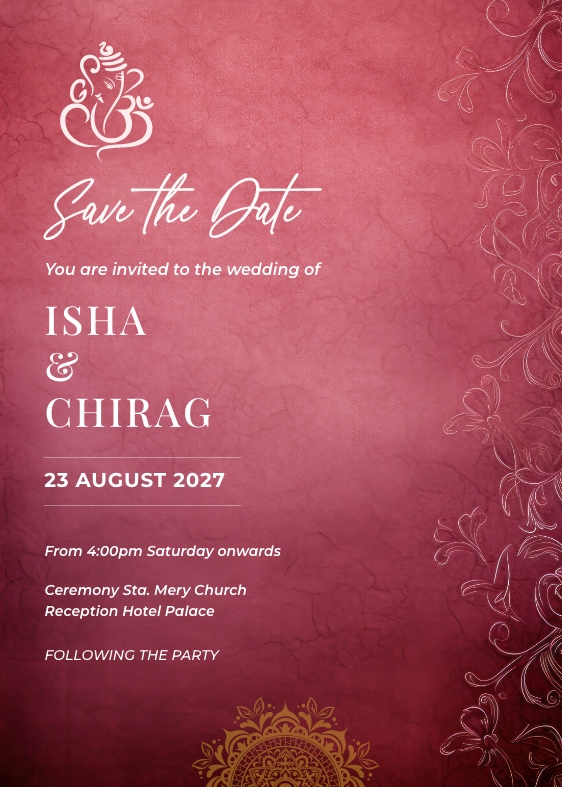 Save the Date
You are invited to the wedding of
ISHA
&
CHIRAG
23 AUGUST 2027
From 4:00pm Saturday onwards
Ceremony Sta. Mery Church
Reception Hotel Palace
FOLLOWING THE PARTY